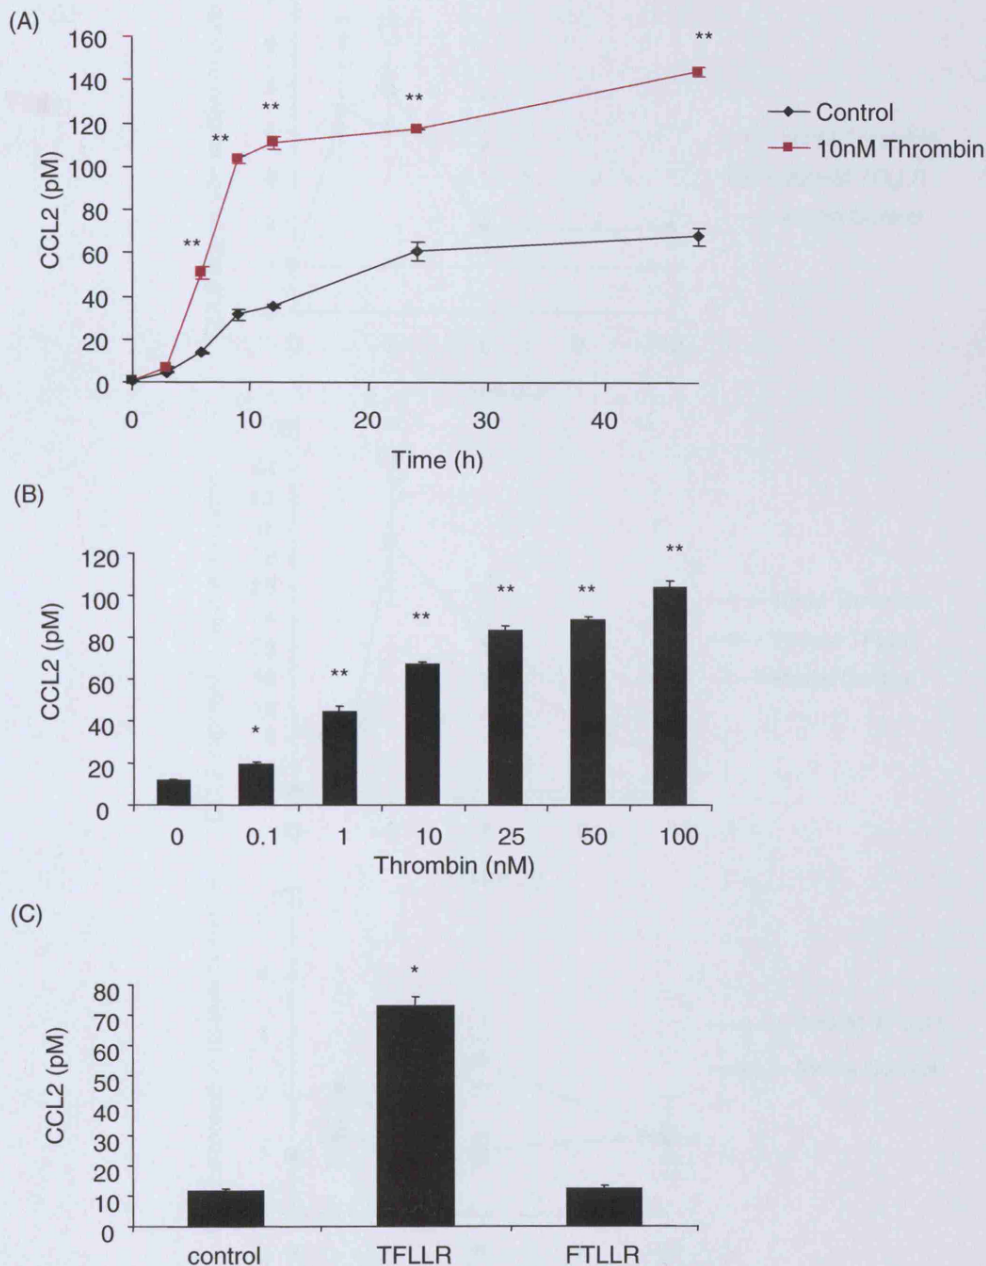 (A)
160
140
120
100
80
60
40
20
0
CCL2 (pM)
**
**
**
**
**
Control
10nM Thrombin
0 10 20 30 40
Time (h)
(B)
120
100
80
60
40
20
0
CCL2 (pM)
*
**
**
**
**
**
0 0.1 1 10 25 50 100
Thrombin (nM)
(C)
80
70
60
50
40
30
20
10
0
CCL2 (pM)
*
control TFLLR FTLLR